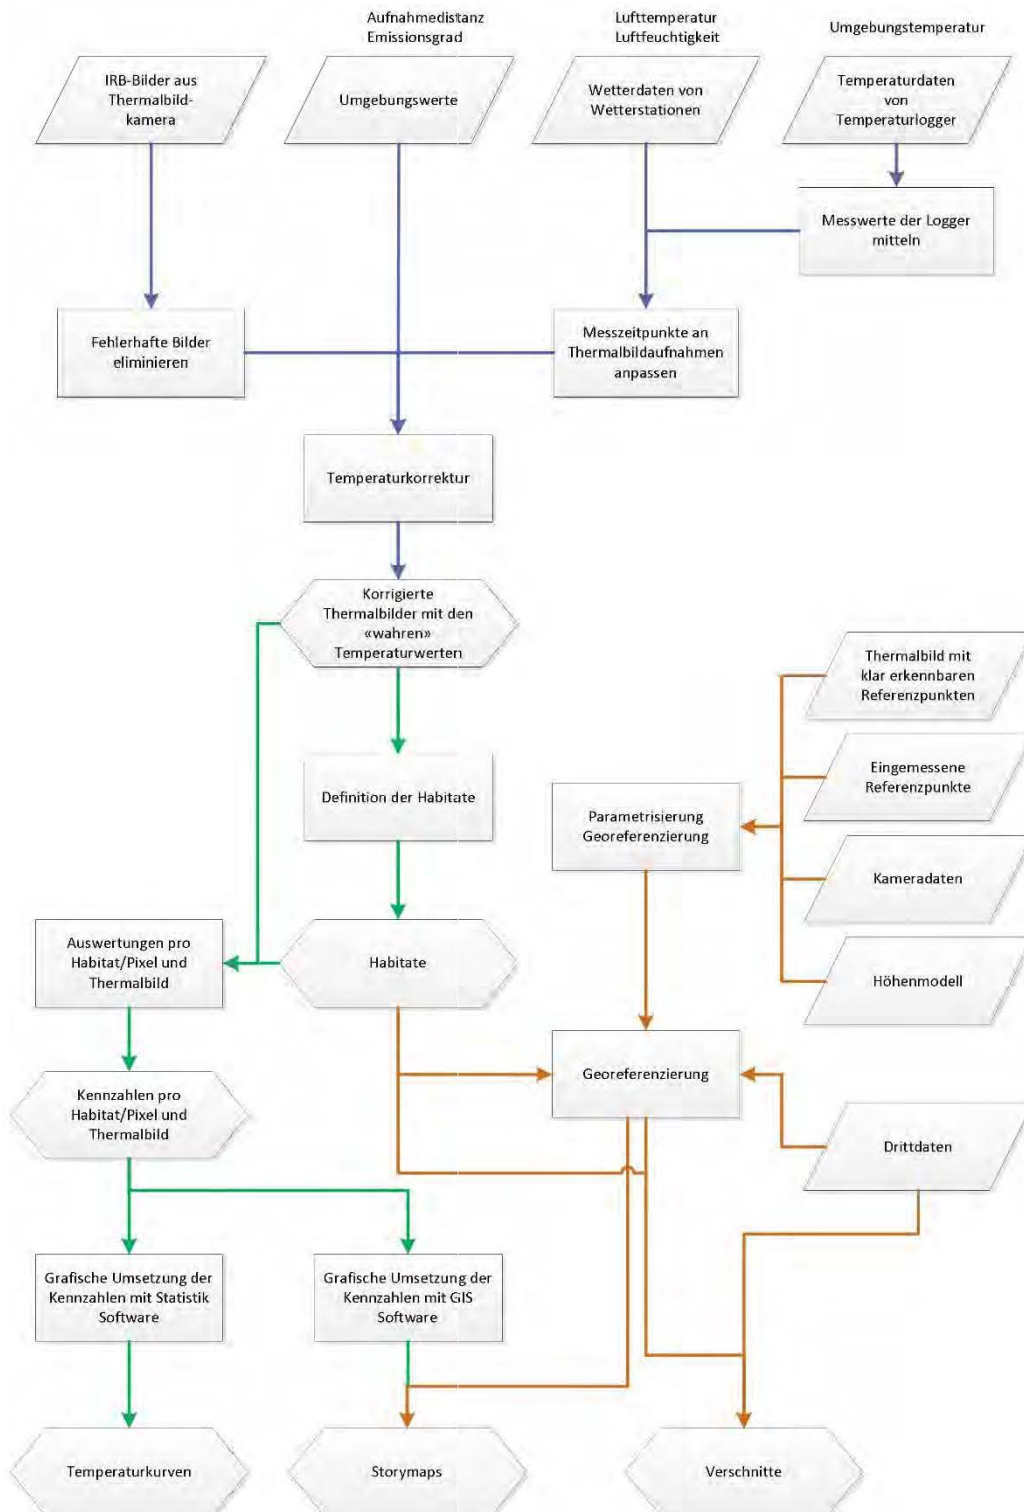 Aufnahmedistanz
Emissionsgrad
Lufttemperatur
Luftfeuchtigkeit
Umgebungstemperatur
IRB-Bilder aus
Thermalbild-
kamera
Umgebungswerte
Wetterdaten von
Wetterstationen
Temperaturdaten
von
Temperaturlogger
Messwerte der Logger
mitteln
Fehlerhafte Bilder
eliminieren
Messzeitpunkte an
Thermalbildaufnahmen
anpassen
Temperaturkorrektur
Korrigierte
Thermalbilder mit den
«wahren»
Temperaturwerten
Thermalbild mit
klar erkennbaren
Referenzpunkten
Eingemessene
Referenzpunkte
Definition der Habitate
Parametrisierung
Georeferenzierung
Kameradaten
Auswertungen pro
Habitat/Pixel und
Thermalbild
Habitate
Höhenmodell
Georeferenzierung
Kennzahlen pro
Habitat/Pixel und
Thermalbild
Drittdaten
Grafische Umsetzung der
Kennzahlen mit Statistik
Software
Grafische Umsetzung der
Kennzahlen mit GIS
Software
Temperaturkurven
Storymaps
Verschnitte